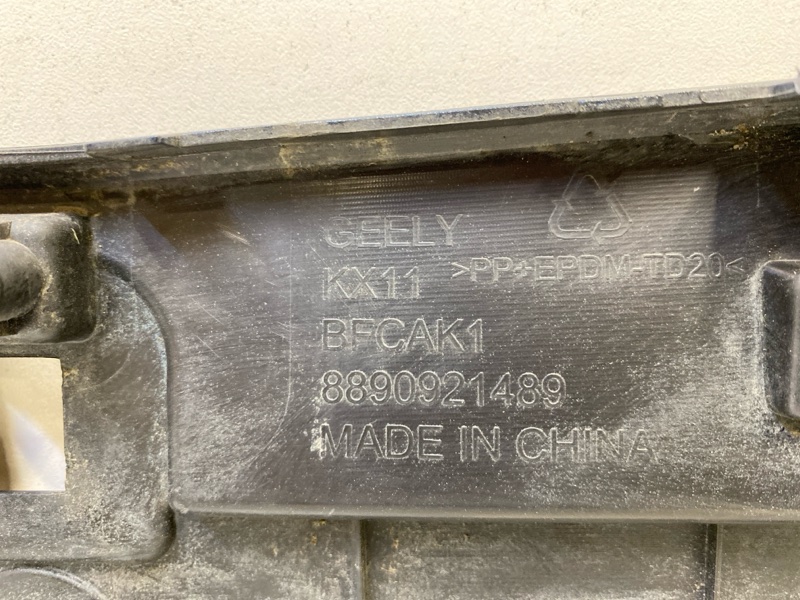 GEELY
KX11
>PP+EPDM-TD20<
BFCAK1
8890921489
MADE IN CHINA